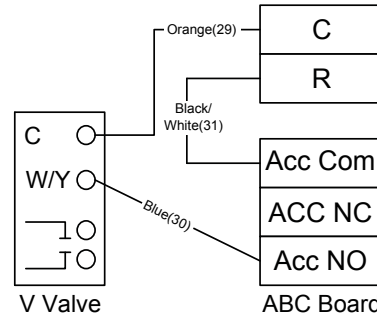 Orange(29)
C
R
Black/
White(31)
C
W/Y
Acc Com
ACC NC
Blue(30)
Acc NO
V Valve
ABC Board